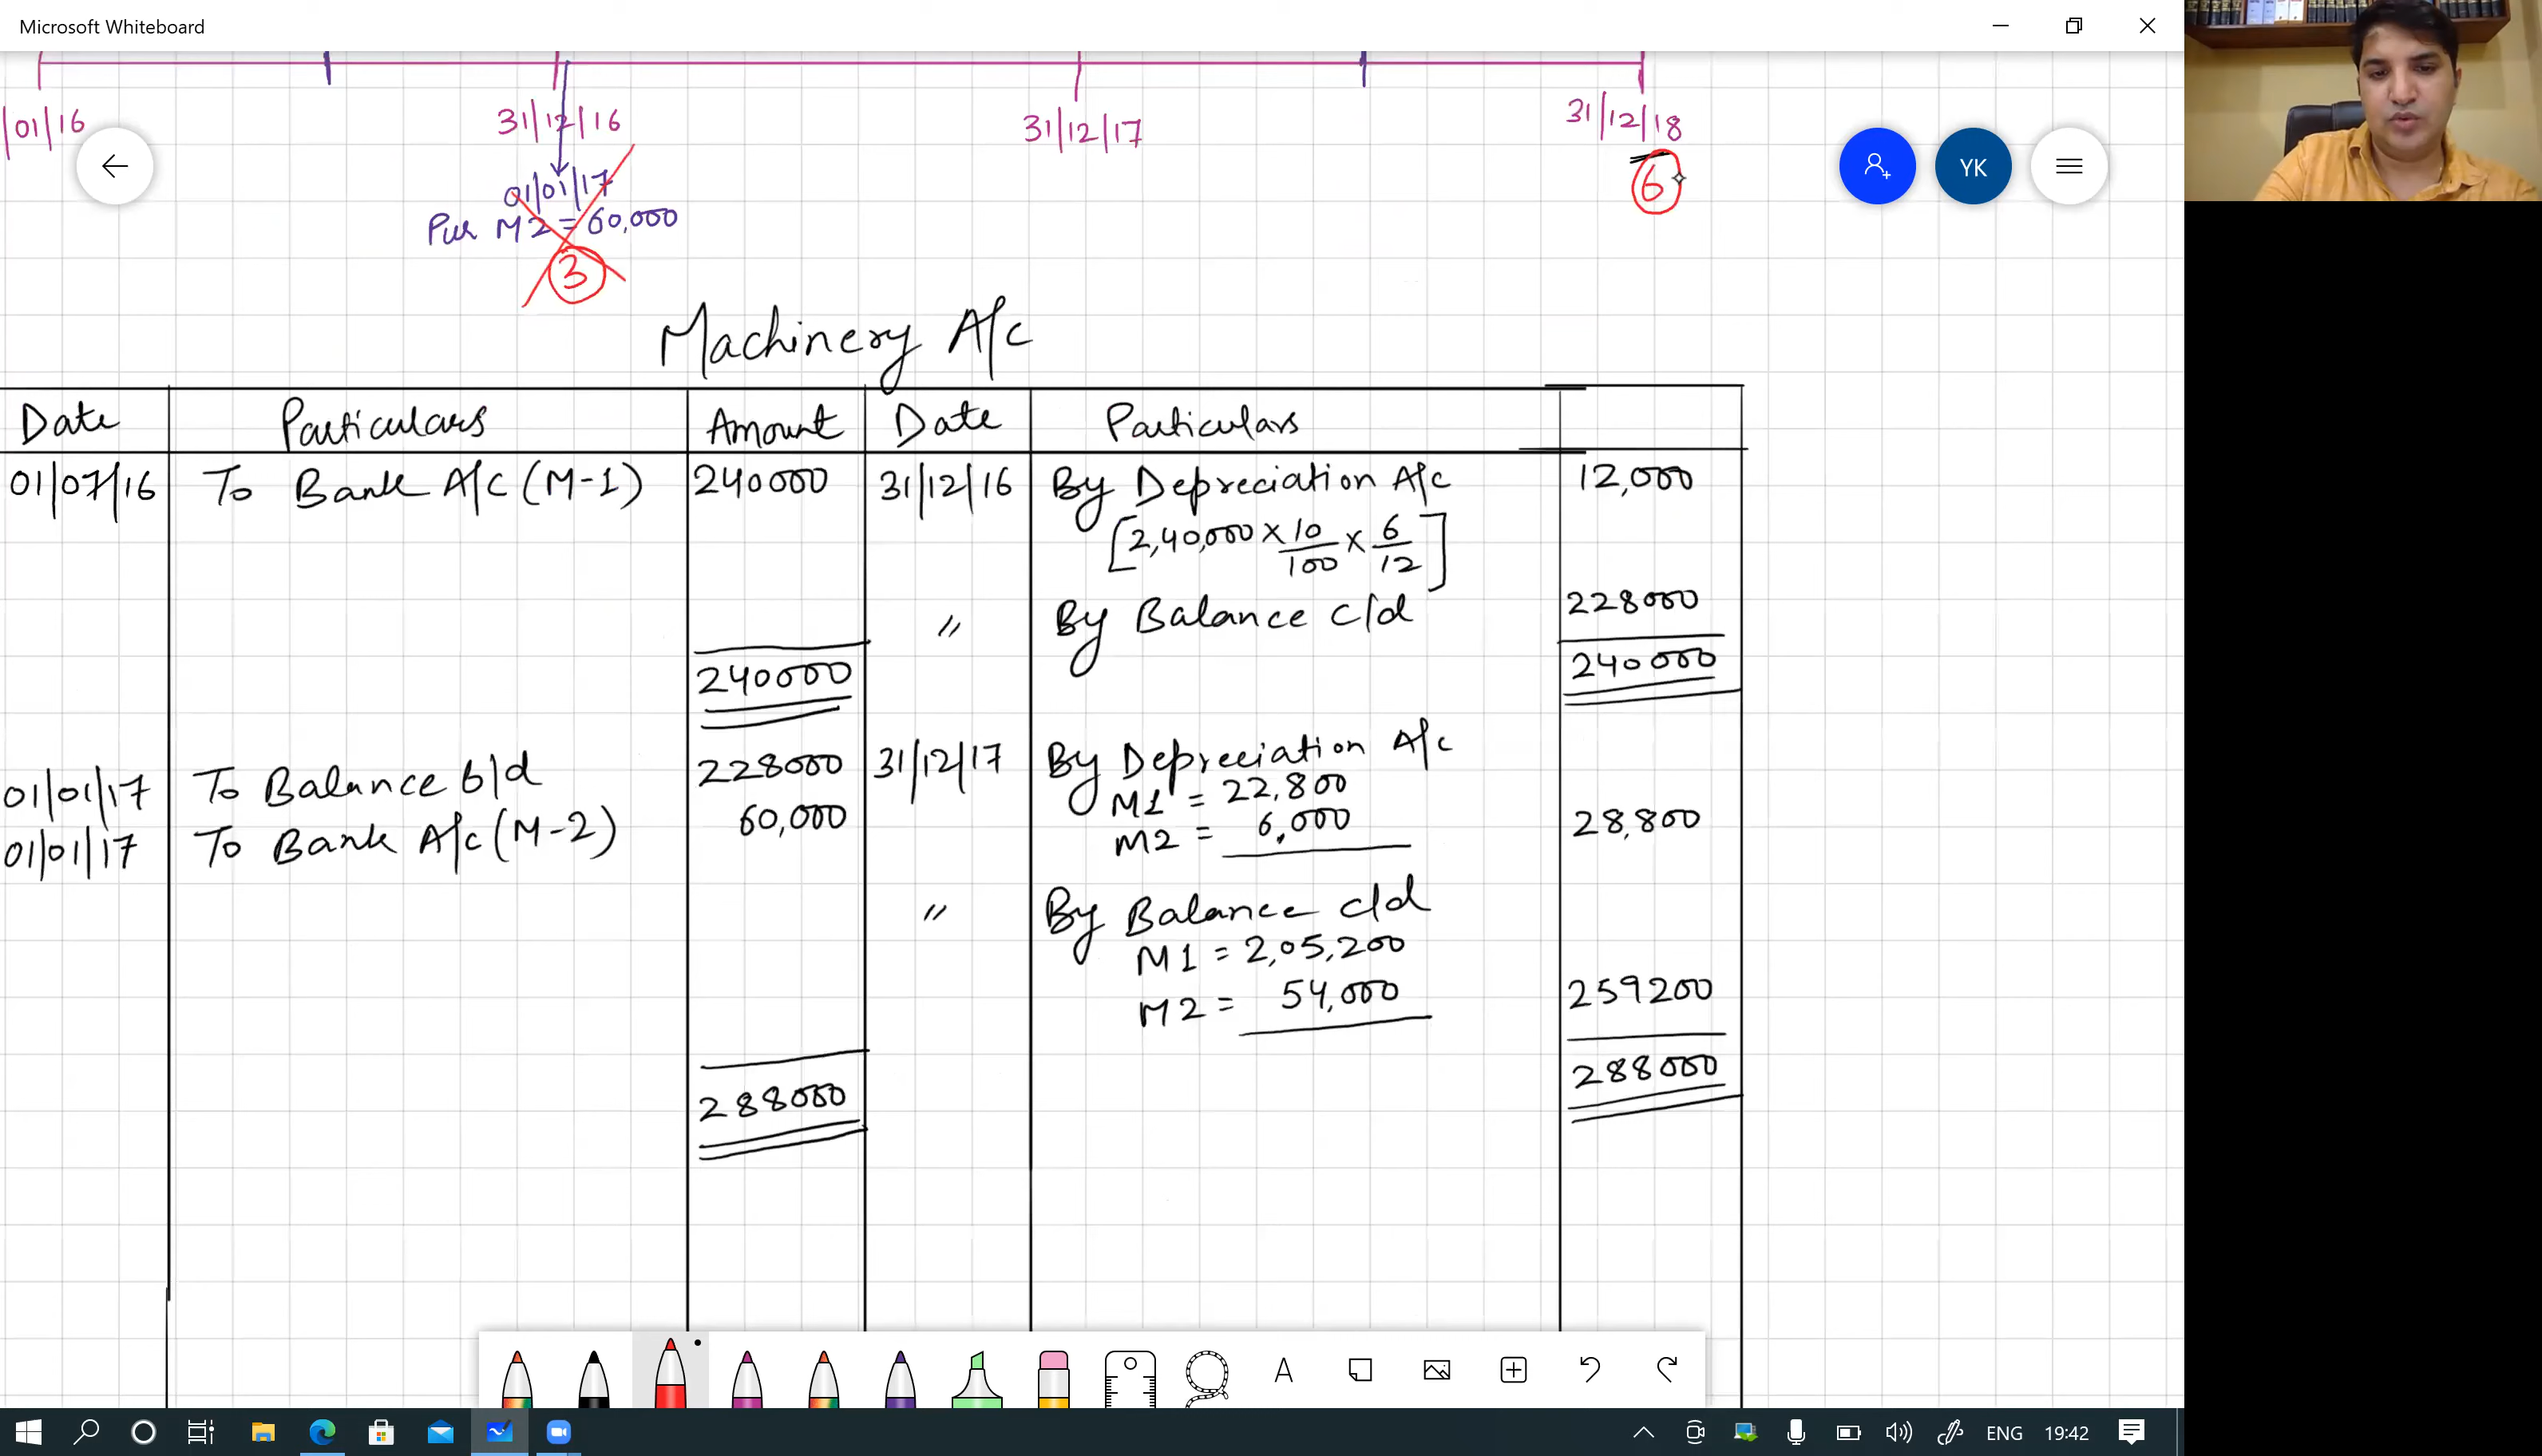 Microsoft Whiteboard
/01/16
31/12/16
31/12/17
31/12/18
01/01/17
6
Pur M2 = 60,000
3
YK
Machinery A/c
Date Particulars Amount Date Particulars
01/07/16 To Bank A/c (M-1) 240000 31/12/16 By Depreciation A/c 12,000
[2,40,000 × 10/100 × 6/12]
" By Balance c/d 228000
240000 240000
01/01/17 To Balance b/d 228000 31/12/17 By Depreciation A/c
M1 = 22,800
01/01/17 To Bank A/c (M-2) 60,000 M2 = 6,000 28,800
" By Balance c/d
M1 = 2,05,200
M2 = 54,000 259200
288000 288000
A
ENG 19:42